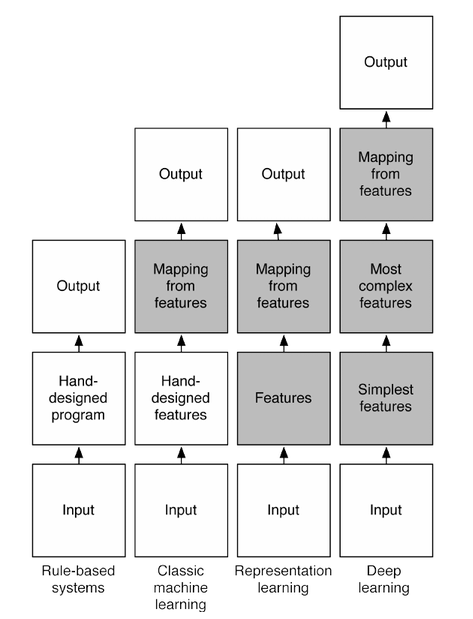 Output
Mapping
from
features
Most
complex
features
Simplest
features
Input
Deep
learning
Output
Mapping
from
features
Features
Input
Representation
learning
Output
Mapping
from
features
Hand-
designed
features
Input
Classic
machine
learning
Output
Hand-
designed
program
Input
Rule-based
systems